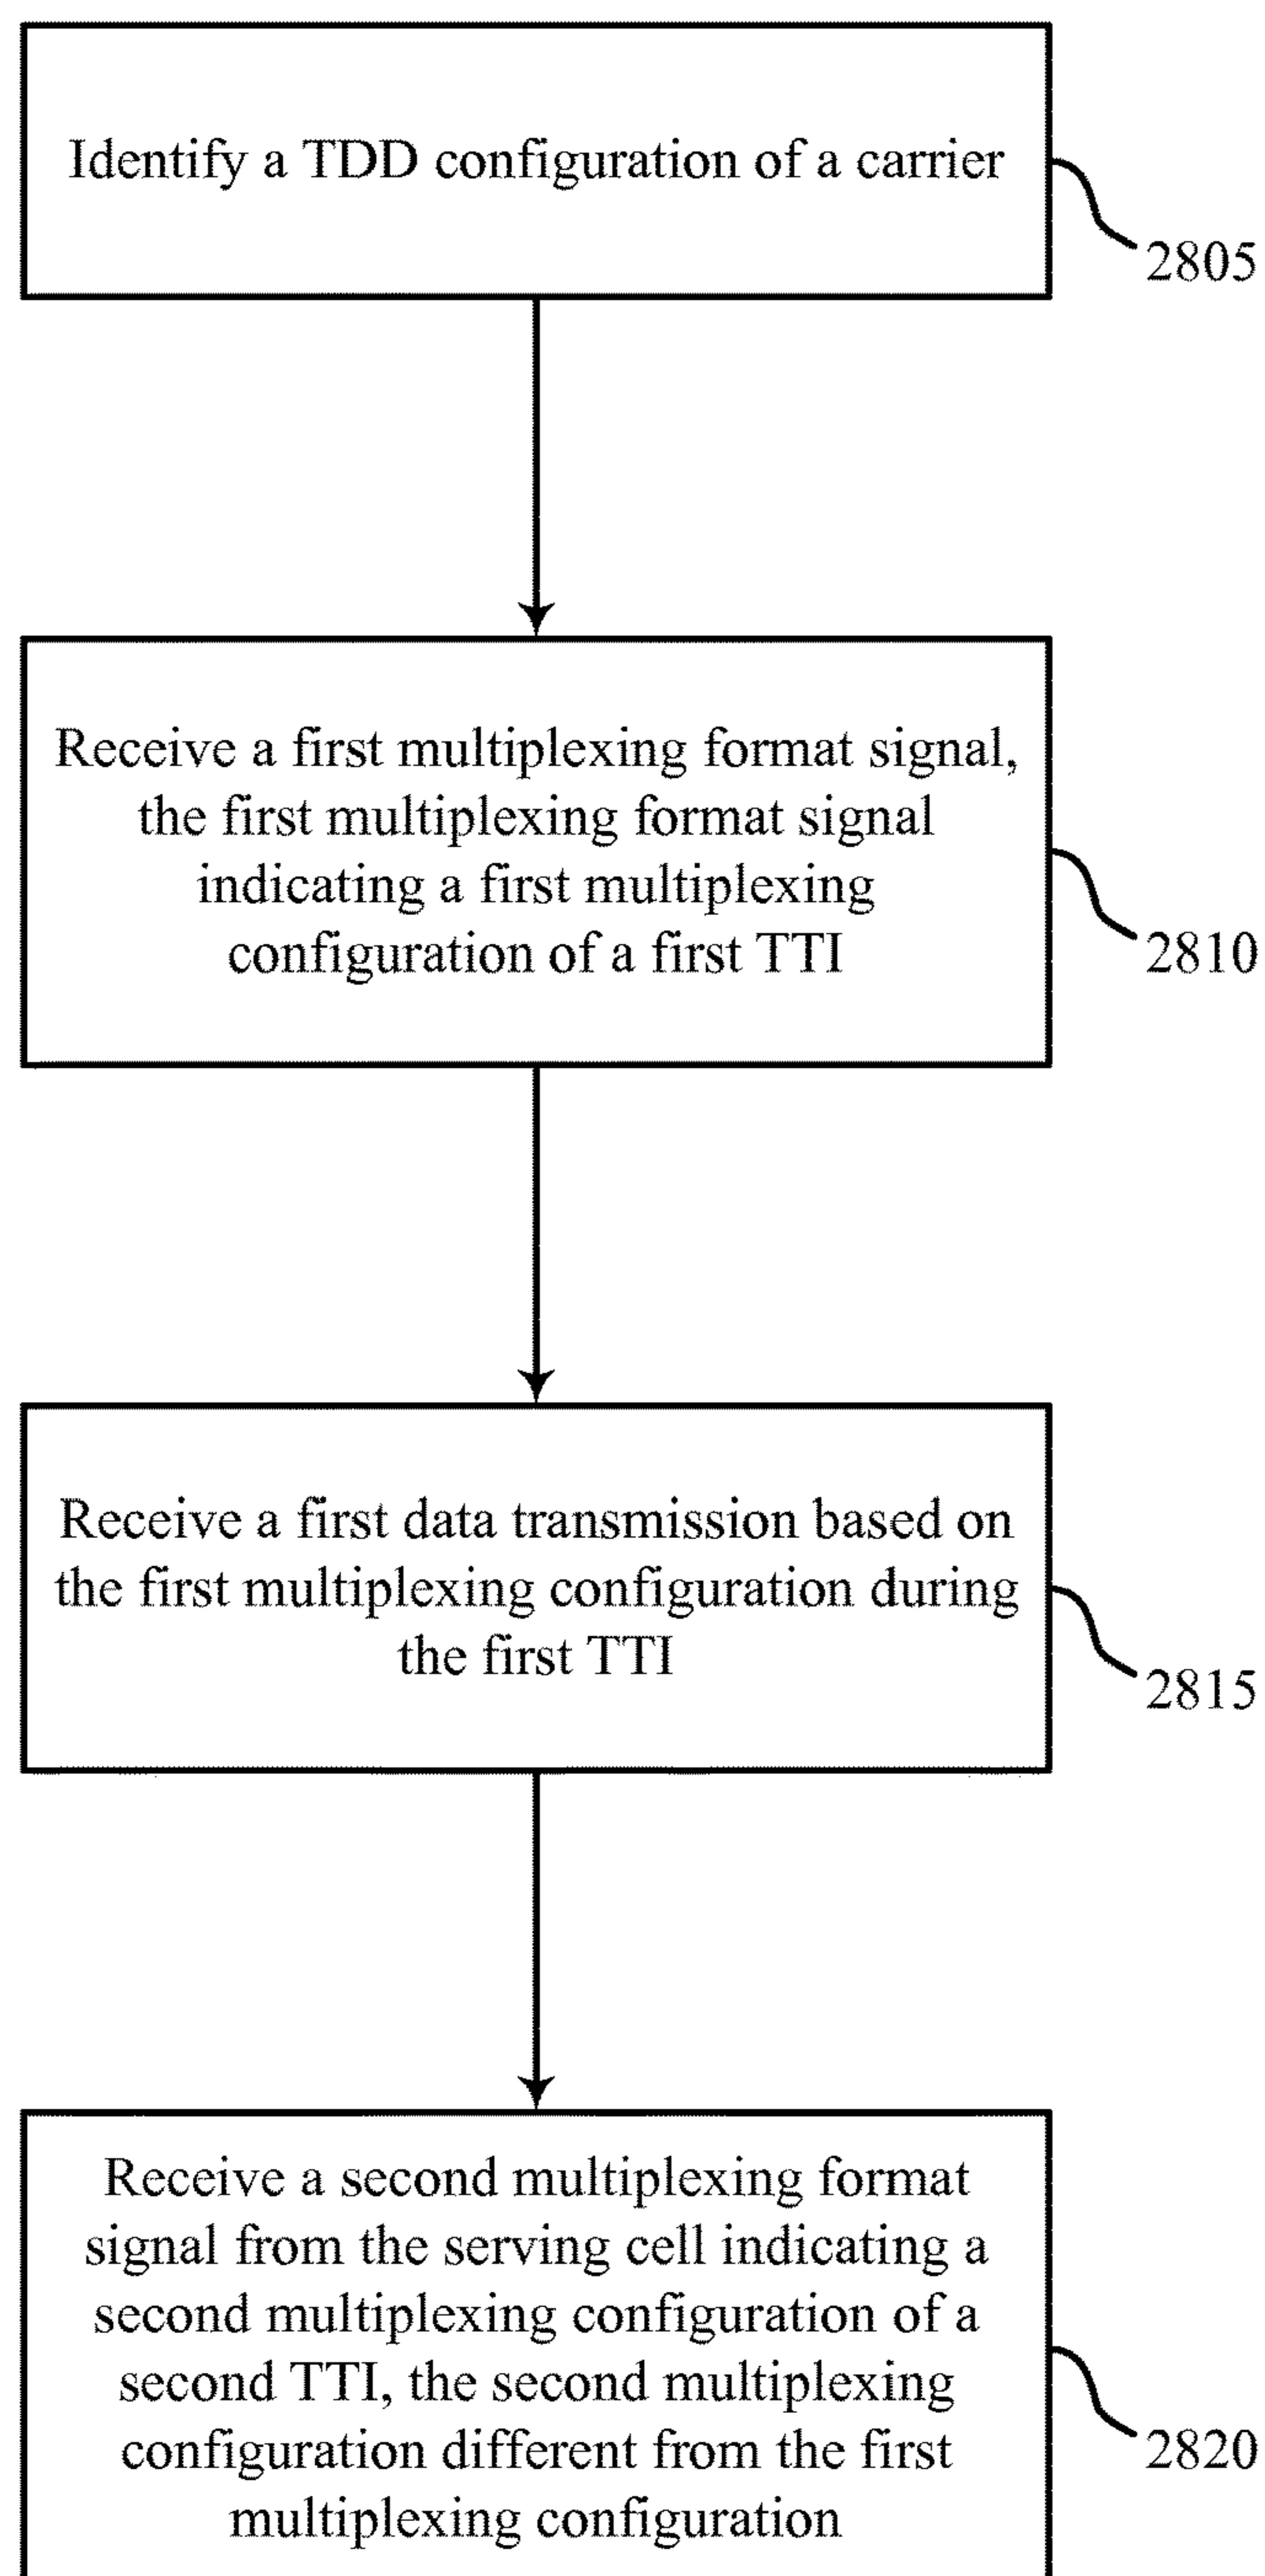 Identify a TDD configuration of a carrier
2805
Receive a first multiplexing format signal,
the first multiplexing format signal
indicating a first multiplexing
configuration of a first TTI
2810
Receive a first data transmission based on
the first multiplexing configuration during
the first TTI
2815
Receive a second multiplexing format
signal from the serving cell indicating a
second multiplexing configuration of a
second TTI, the second multiplexing
configuration different from the first
multiplexing configuration
2820